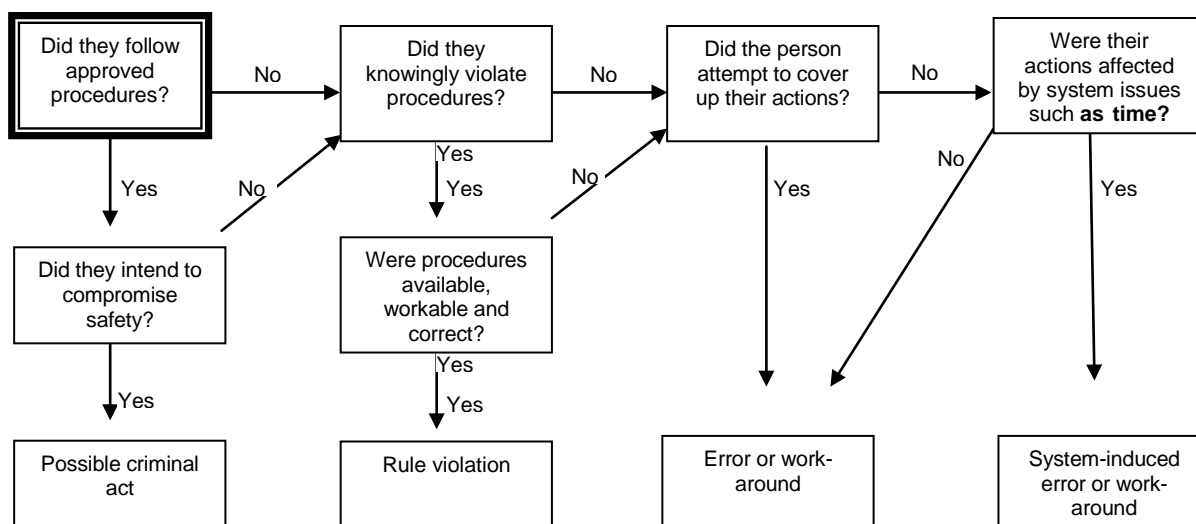 Did they follow
approved
procedures?
No
Did they
knowingly violate
procedures?
No
Did the person
attempt to cover
up their actions?
No
Were their
actions affected
by system issues
such as time?
Yes
No
Yes
Yes
No
Yes
No
Yes
Did they intend to
compromise
safety?
Were procedures
available,
workable and
correct?
Yes
Yes
Yes
Possible criminal
act
Rule violation
Error or work-
around
System-induced
error or work-
around